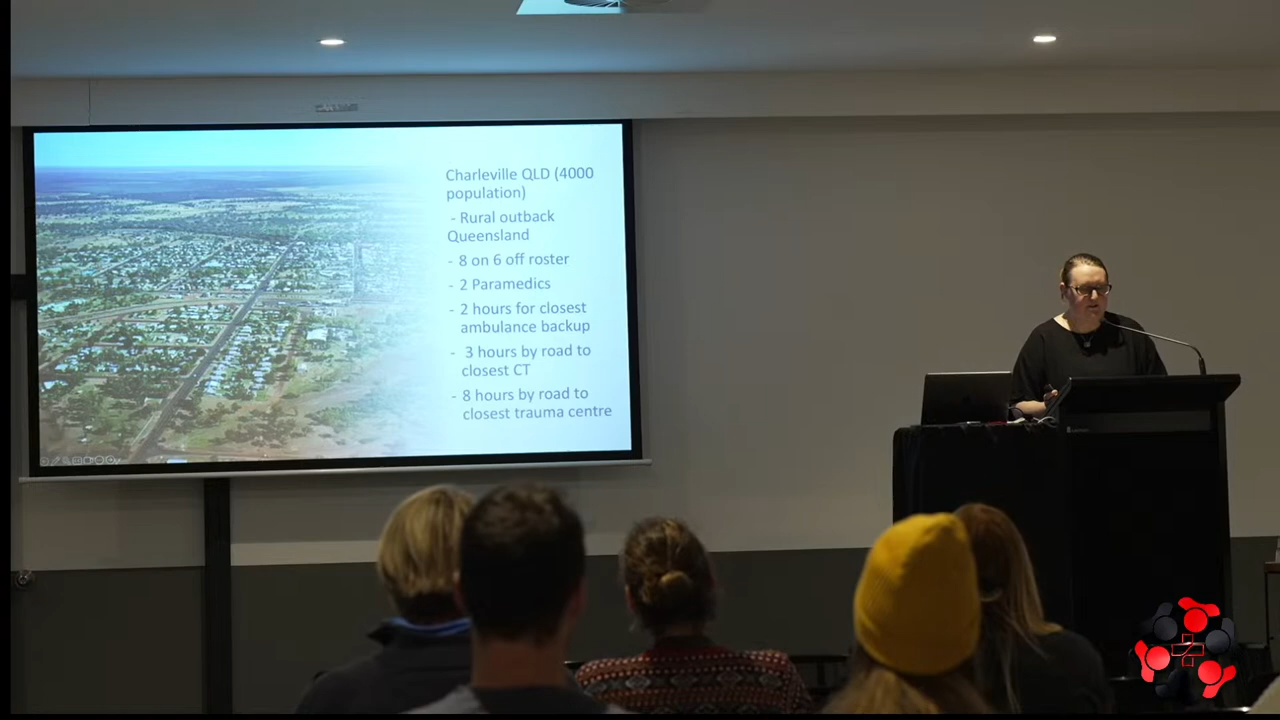 Charleville QLD (4000
population)
- Rural outback
Queensland
- 8 on 6 off roster
- 2 Paramedics
- 2 hours for closest
ambulance backup
- 3 hours by road to
closest CT
- 8 hours by road to
closest trauma centre